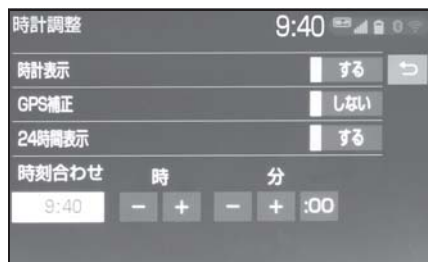 時計調整 9:40
時計表示 する
GPS補正 しない
24時間表示 する
時刻合わせ 時 分
9:40 − + − + :00